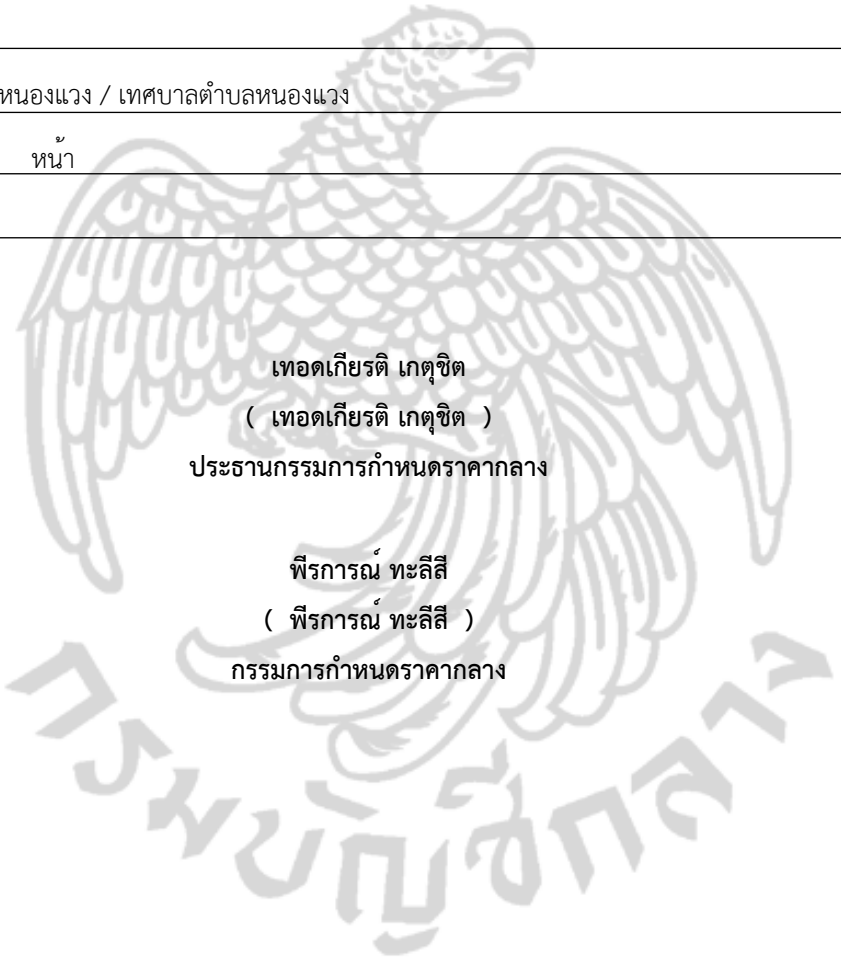 หนองแวง / เทศบาลตำบลหนองแวง
หน้า
เทอดเกียรติ เกตุชิต
( เทอดเกียรติ เกตุชิต )
ประธานกรรมการกำหนดราคากลาง
พีรการณ์ ทะลีสี
( พีรการณ์ ทะลีสี )
กรรมการกำหนดราคากลาง
กรมบัญชีกลาง